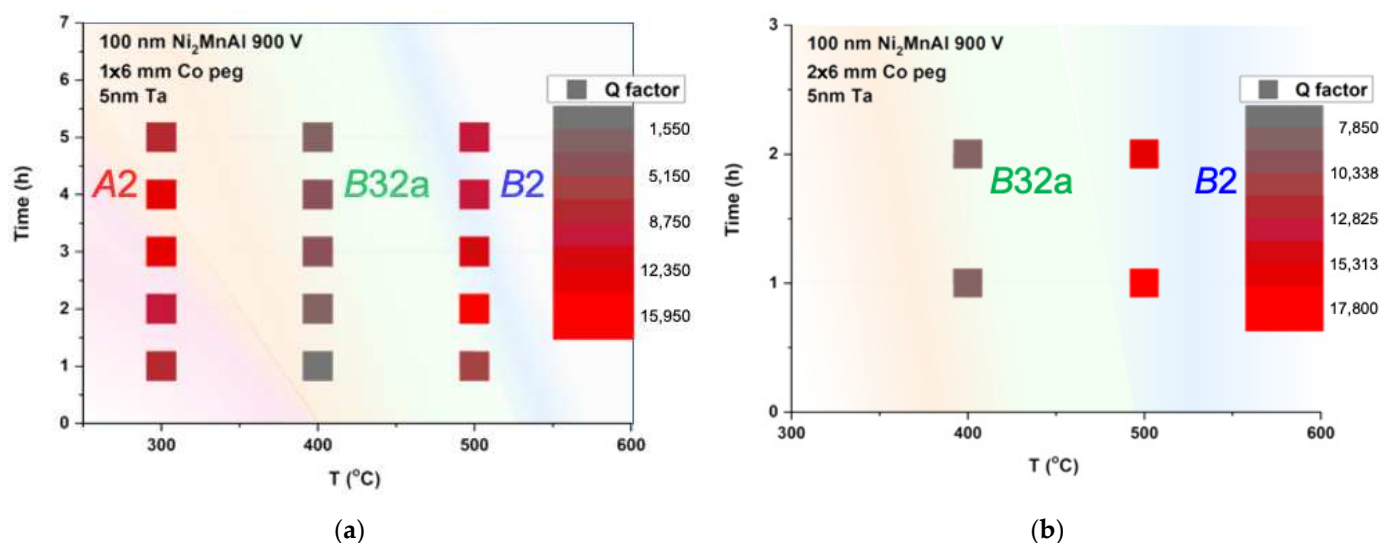 100 nm Ni₂MnAl 900 V
1x6 mm Co peg
5nm Ta
Q factor
1,550
5,150
8,750
12,350
15,950
A2
B32a
B2
7
6
5
4
3
2
1
0
Time (h)
300
400
500
600
T (°C)
(a)
100 nm Ni₂MnAl 900 V
2x6 mm Co peg
5nm Ta
Q factor
7,850
10,338
12,825
15,313
17,800
B32a
B2
3
2
1
0
Time (h)
300
400
500
600
T (°C)
(b)